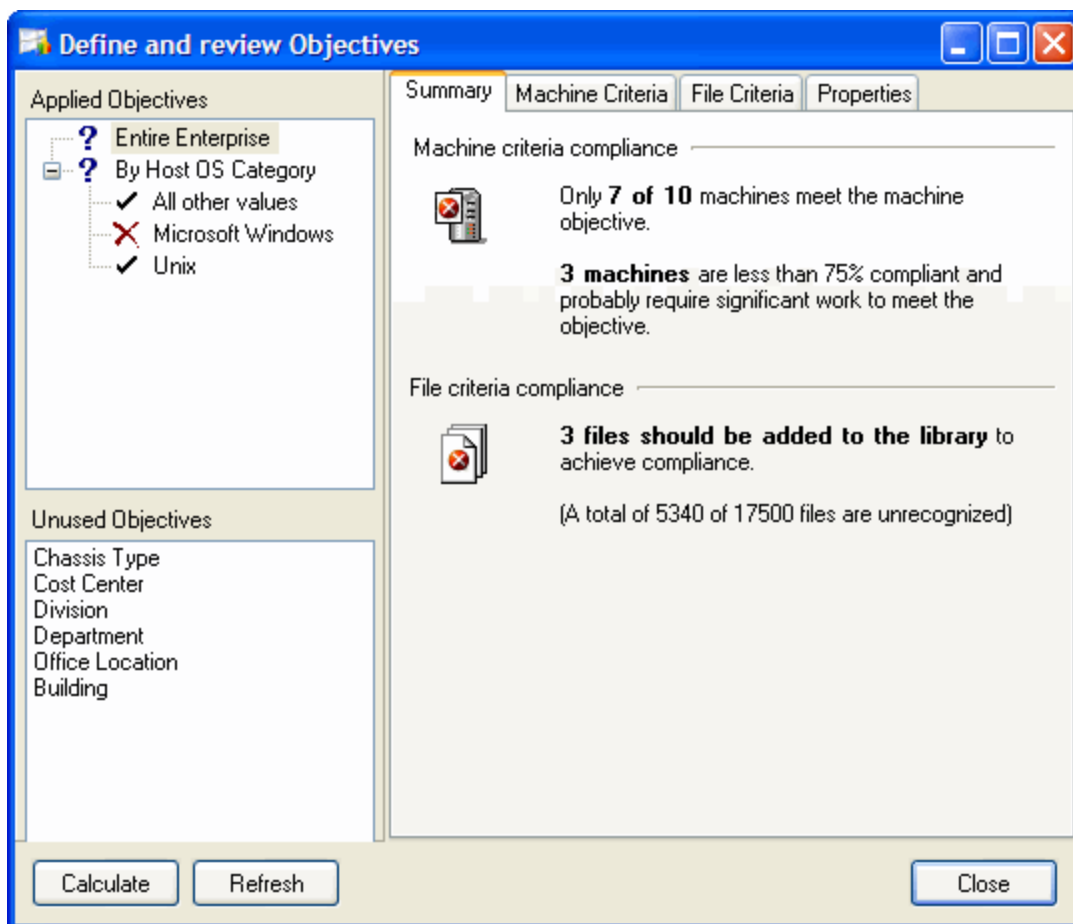 Define and review Objectives
Applied Objectives
? Entire Enterprise
? By Host OS Category
All other values
Microsoft Windows
Unix
Unused Objectives
Chassis Type
Cost Center
Division
Department
Office Location
Building
Summary
Machine Criteria
File Criteria
Properties
Machine criteria compliance
Only 7 of 10 machines meet the machine
objective.
3 machines are less than 75% compliant and
probably require significant work to meet the
objective.
File criteria compliance
3 files should be added to the library to
achieve compliance.
(A total of 5340 of 17500 files are unrecognized)
Calculate
Refresh
Close